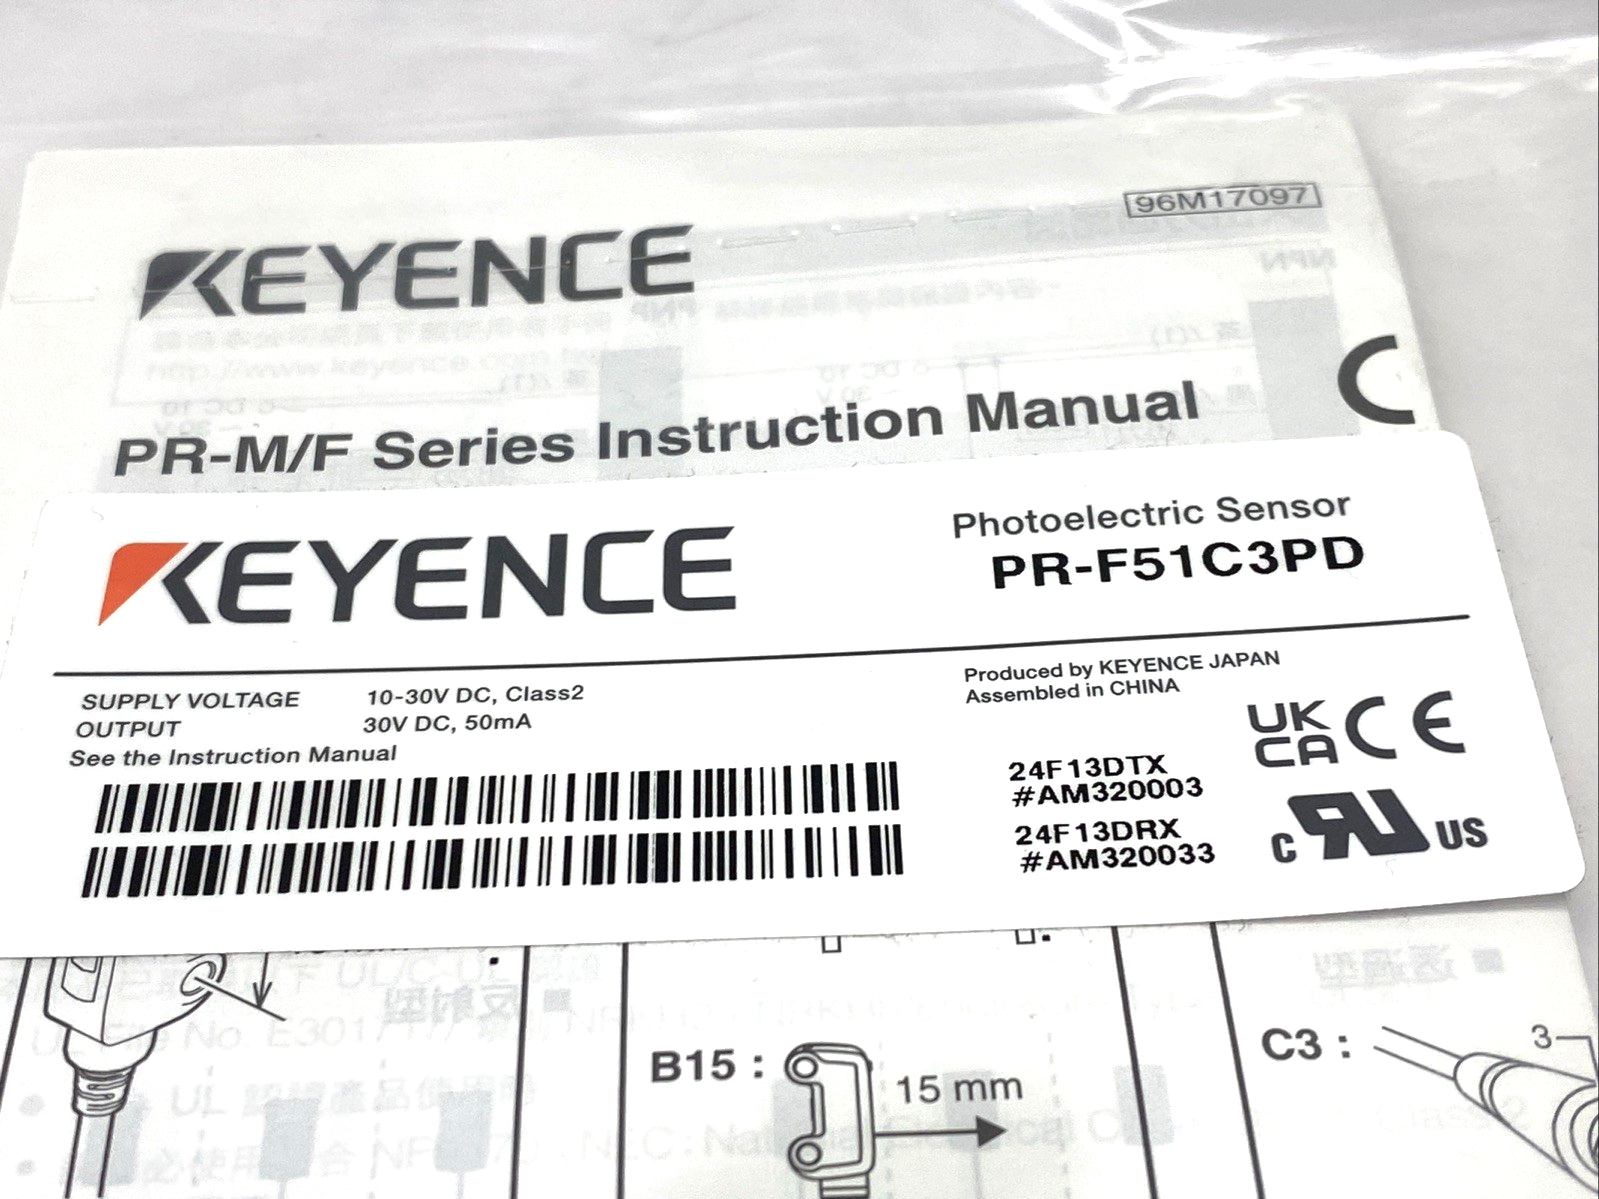 96M17097
KEYENCE
PR-M/F Series Instruction Manual
C
KEYENCE
Photoelectric Sensor
PR-F51C3PD
SUPPLY VOLTAGE 10-30V DC, Class2
OUTPUT 30V DC, 50mA
See the Instruction Manual
Produced by KEYENCE JAPAN
Assembled in CHINA
24F13DTX
#AM320003
24F13DRX
#AM320033
UK
CA
CE
c RU US
B15 :
15 mm
C3 :
3